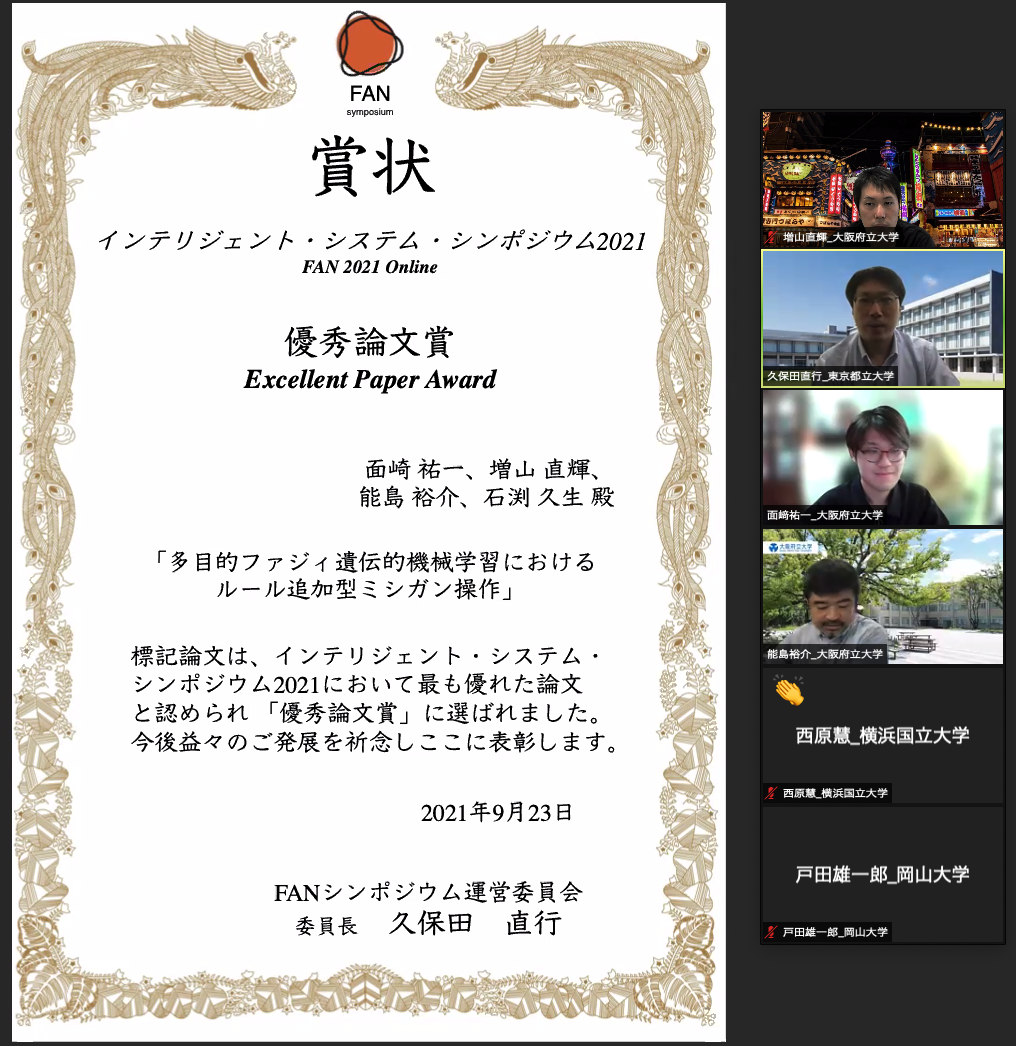 FAN
symposium
賞状
インテリジェント・システム・シンポジウム2021
FAN 2021 Online
優秀論文賞
Excellent Paper Award
面崎 祐一、増山 直輝、
能島 裕介、石渕 久生 殿
「多目的ファジィ遺伝的機械学習における
ルール追加型ミシガン操作」
標記論文は、インテリジェント・システム・
シンポジウム2021において最も優れた論文
と認められ 「優秀論文賞」に選ばれました。
今後益々のご発展を祈念しここに表彰します。
2021年9月23日
FANシンポジウム運営委員会
委員長 久保田 直行
増山直輝_大阪府立大学
久保田直行_東京都立大学
面﨑祐一_大阪府立大学
大阪府立大学
能島裕介_大阪府立大学
西原慧_横浜国立大学
西原慧_横浜国立大学
戸田雄一郎_岡山大学
戸田雄一郎_岡山大学